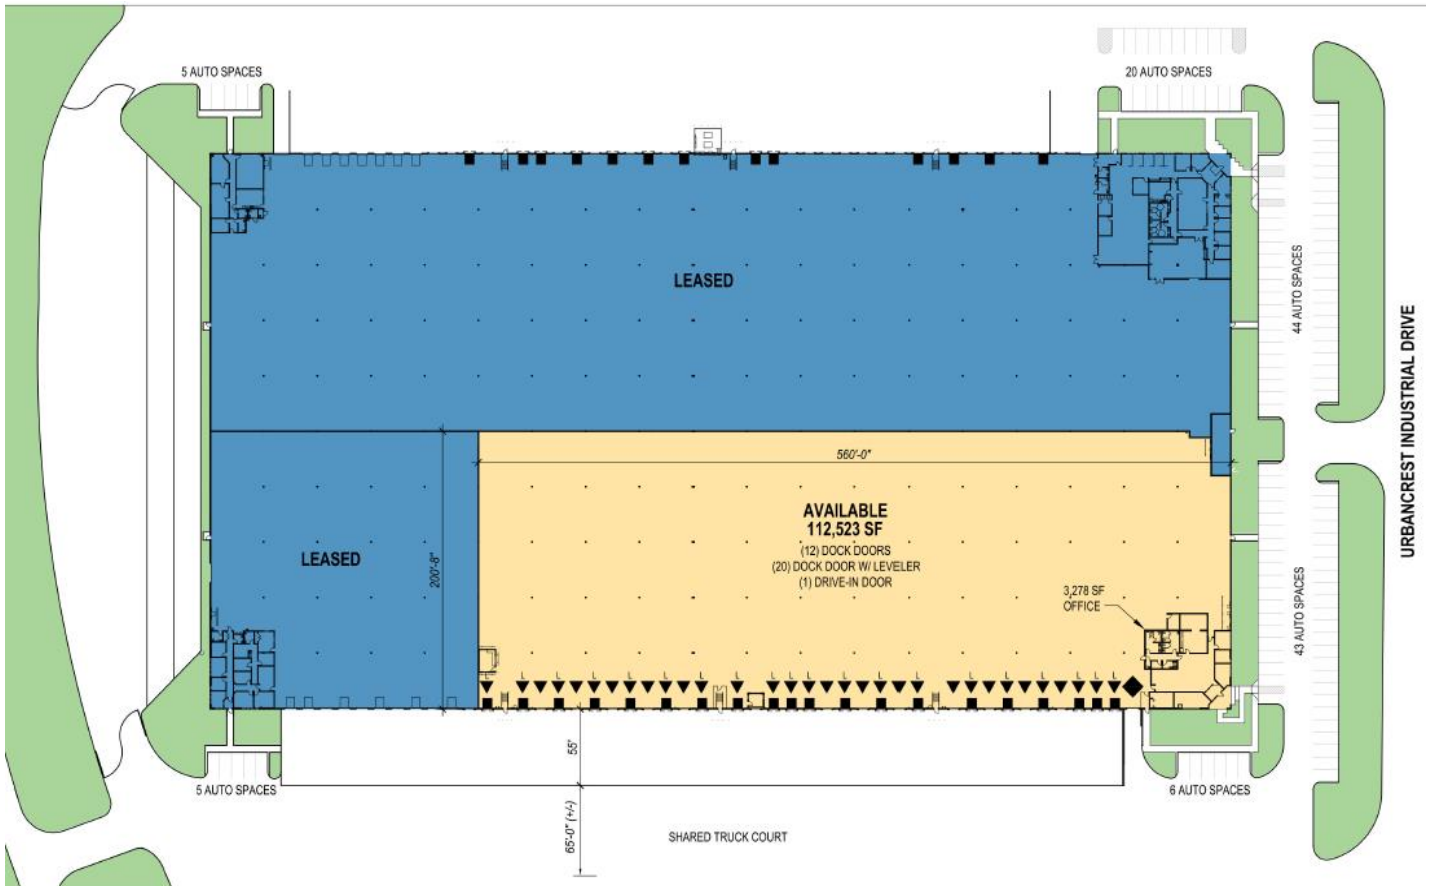 5 AUTO SPACES
20 AUTO SPACES
LEASED
44 AUTO SPACES
URBANCREST INDUSTRIAL DRIVE
560'-0"
AVAILABLE
112,523 SF
(12) DOCK DOORS
(20) DOCK DOOR W/ LEVELER
(1) DRIVE-IN DOOR
LEASED
200'-8"
3,278 SF
OFFICE
43 AUTO SPACES
55'
5 AUTO SPACES
6 AUTO SPACES
65'-0" (+/-)
SHARED TRUCK COURT